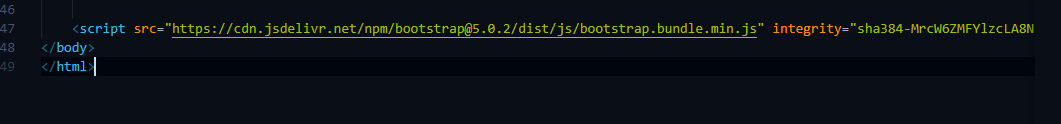 46
47 <script src="https://cdn.jsdelivr.net/npm/bootstrap@5.0.2/dist/js/bootstrap.bundle.min.js" integrity="sha384-MrcW6ZMFYlzcLA8N
48 </body>
49 </html>